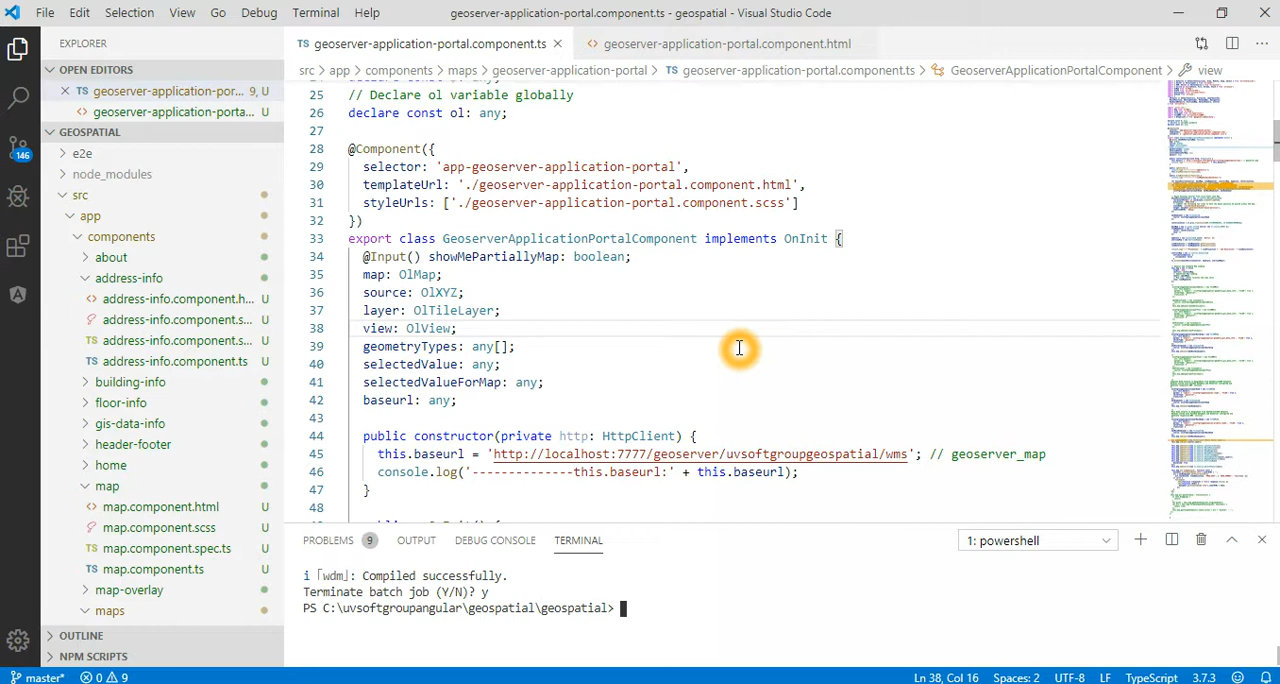 File Edit Selection View Go Debug Terminal Help geoserver-application-portal.component.ts - geospatial - Visual Studio Code
EXPLORER
OPEN EDITORS
TS geoserver-application-por... 9, U
<> geoserver-application-porta... U
GEOSPATIAL
e2e
node_modules
src
app
components
about
address-info
<> address-info.component.h... U
address-info.component.s... U
TS address-info.component.s... U
TS address-info.component.ts U
building-info
floor-info
gis-data-info
header-footer
home
map
<> map.component.html U
map.component.scss U
TS map.component.spec.ts U
TS map.component.ts U
map-overlay
maps
OUTLINE
NPM SCRIPTS
146
TS geoserver-application-portal.component.ts
<> geoserver-application-portal.component.html
src > app > components > maps > geoserver-application-portal > TS geoserver-application-portal.component.ts > GeoserverApplicationPortalComponent > view
25 // Declare ol variable globally
26 declare const ol: any;
27
28 @Component({
29 selector: 'app-geoserver-application-portal',
30 templateUrl: './geoserver-application-portal.component.html',
31 styleUrls: ['./geoserver-application-portal.component.scss']
32 })
33 export class GeoserverApplicationPortalComponent implements OnInit {
34 @Input() showMePartiallyMap: boolean;
35 map: OlMap;
36 source: OlXYZ;
37 layer: OlTileLayer;
38 view: OlView;
39 geometryTypes: any[];
40 selectedValue: any;
41 selectedValueForMap: any;
42 baseurl: any;
43
44 public constructor(private http: HttpClient) {
45 this.baseurl = 'http://localhost:7777/geoserver/uvsoftgroupgeospatial/wms'; // geoserver_map
46 this.baseurl:' + this.baseurl);
47 }
48
PROBLEMS 9 OUTPUT DEBUG CONSOLE TERMINAL 1: powershell
i ｢wdm｣: Compiled successfully.
Terminate batch job (Y/N)? y
PS C:\uvsoftgroupangular\geospatial\geospatial>
master* 0 9 Ln 38, Col 16 Spaces: 2 UTF-8 LF TypeScript 3.7.3